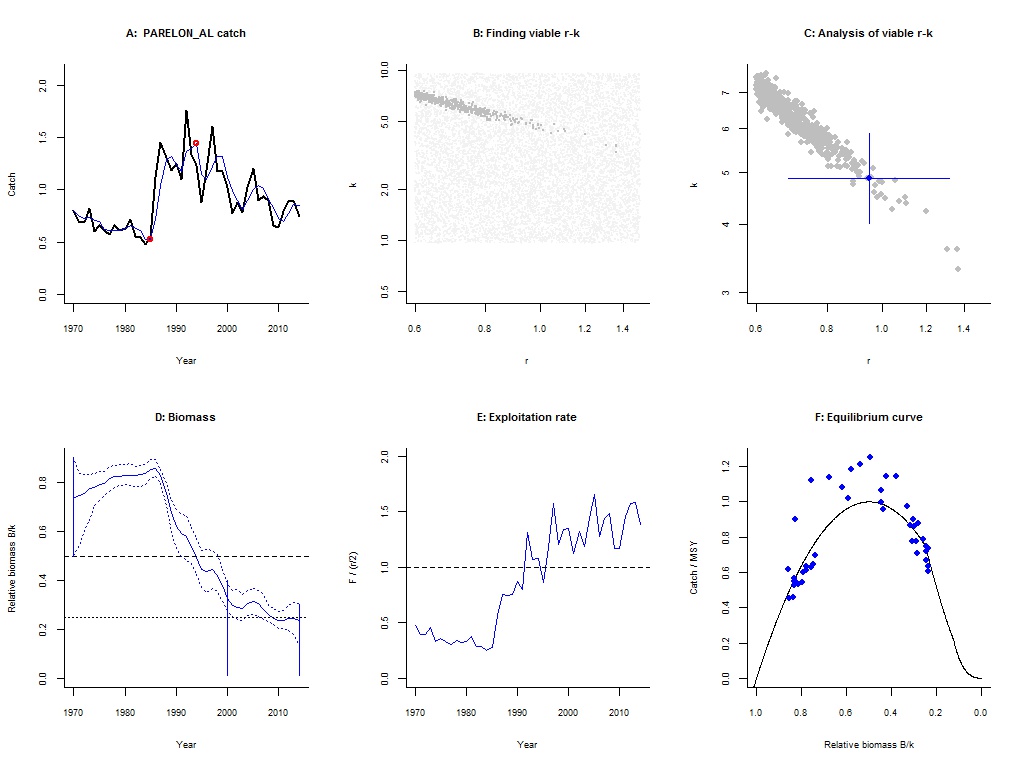 A: PARELON_AL catch
B: Finding viable r-k
C: Analysis of viable r-k
Catch
0.0 0.5 1.0 1.5 2.0
1970 1980 1990 2000 2010
Year
k
0.5 1.0 2.0 5.0 10.0
0.6 0.8 1.0 1.2 1.4
r
k
3 4 5 6 7
0.6 0.8 1.0 1.2 1.4
r
D: Biomass
E: Exploitation rate
F: Equilibrium curve
Relative biomass B/k
0.0 0.2 0.4 0.6 0.8
1970 1980 1990 2000 2010
Year
F / (r/2)
0.0 0.5 1.0 1.5 2.0
1970 1980 1990 2000 2010
Year
Catch / MSY
0.0 0.2 0.4 0.6 0.8 1.0 1.2
1.0 0.8 0.6 0.4 0.2 0.0
Relative biomass B/k